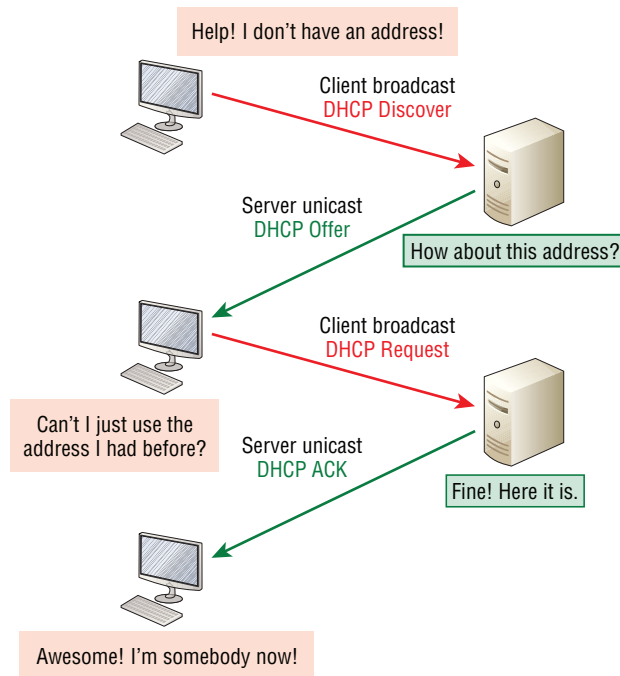 Help! I don't have an address!
Client broadcast
DHCP Discover
Server unicast
DHCP Offer
How about this address?
Client broadcast
DHCP Request
Can't I just use the
address I had before?
Server unicast
DHCP ACK
Fine! Here it is.
Awesome! I'm somebody now!